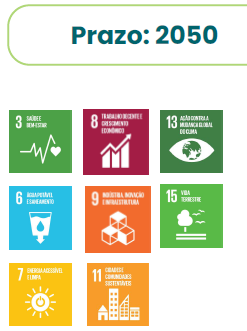 Prazo: 2050
3 SAÚDE E
BEM-ESTAR
8 TRABALHO DECENTE E
CRESCIMENTO
ECONÔMICO
13 AÇÃO CONTRA A
MUDANÇA GLOBAL
DO CLIMA
6 ÁGUA POTÁVEL
E SANEAMENTO
9 INDÚSTRIA, INOVAÇÃO
E INFRAESTRUTURA
15 VIDA
TERRESTRE
7 ENERGIA ACESSÍVEL
E LIMPA
11 CIDADES E
COMUNIDADES
SUSTENTÁVEIS